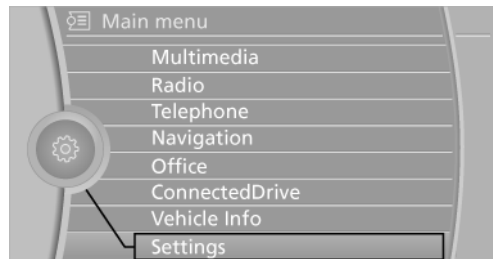 Main menu
Multimedia
Radio
Telephone
Navigation
Office
ConnectedDrive
Vehicle Info
Settings